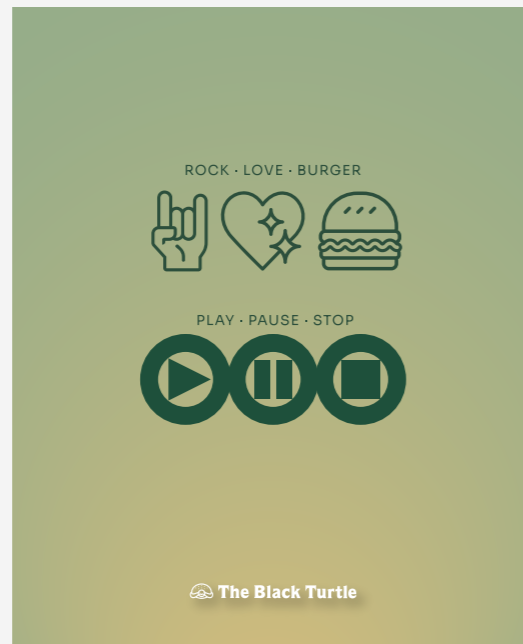 ROCK · LOVE · BURGER
PLAY · PAUSE · STOP
The Black Turtle